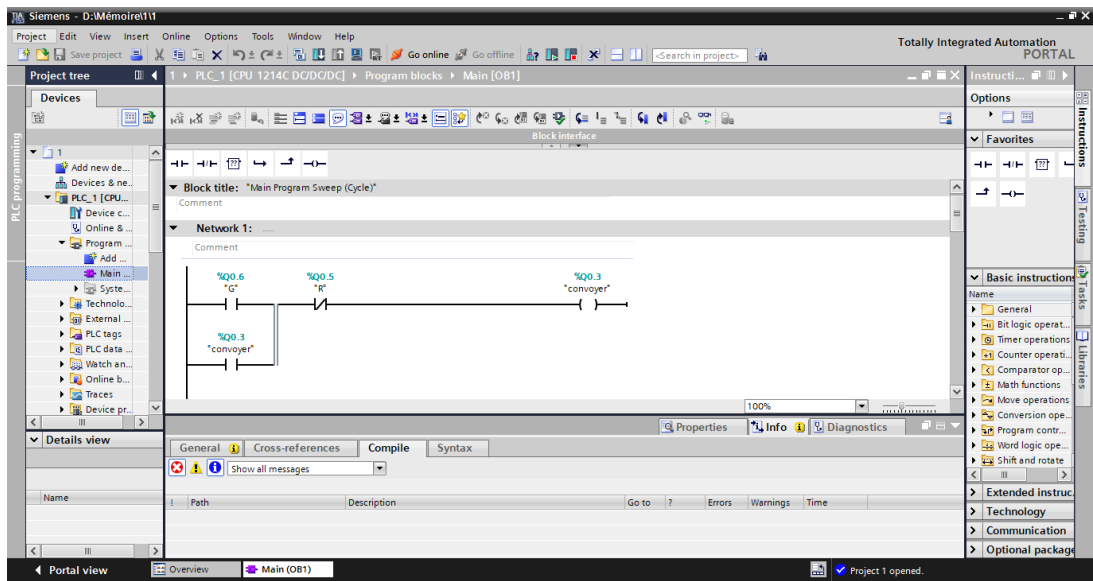 Siemens - D:\Mémoire\1\1
Project Edit View Insert Online Options Tools Window Help
Totally Integrated Automation
PORTAL
Save project
Go online
Go offline
<Search in project>
Project tree
1 PLC_1 [CPU 1214C DC/DC/DC] Program blocks Main [OB1]
Instructi...
Devices
Options
PLC programming
Block interface
Favorites
1
Add new de...
Devices & ne..
PLC_1 [CPU...
Device c...
Online & ...
Program ...
Add ...
Main ...
Syste...
Technolo...
External ...
PLC tags
PLC data ...
Watch an...
Online b...
Traces
Device pr..
Block title: "Main Program Sweep (Cycle)"
Comment
Network 1: .....
Comment
%Q0.6
"G"
%Q0.5
"R"
%Q0.3
"convoyer"
%Q0.3
"convoyer"
100%
Basic instructions
Name
General
Bit logic operat...
Timer operations
Counter operati...
Comparator op...
Math functions
Move operations
Conversion ope...
Program contr...
Word logic ope...
Shift and rotate
Extended instruc.
Technology
Communication
Optional package
Instructions
Testing
Tasks
Libraries
Details view
Name
Properties
Info
Diagnostics
General
Cross-references
Compile
Syntax
Show all messages
! Path Description Go to ? Errors Warnings Time
Portal view
Overview
Main (OB1)
Project 1 opened.